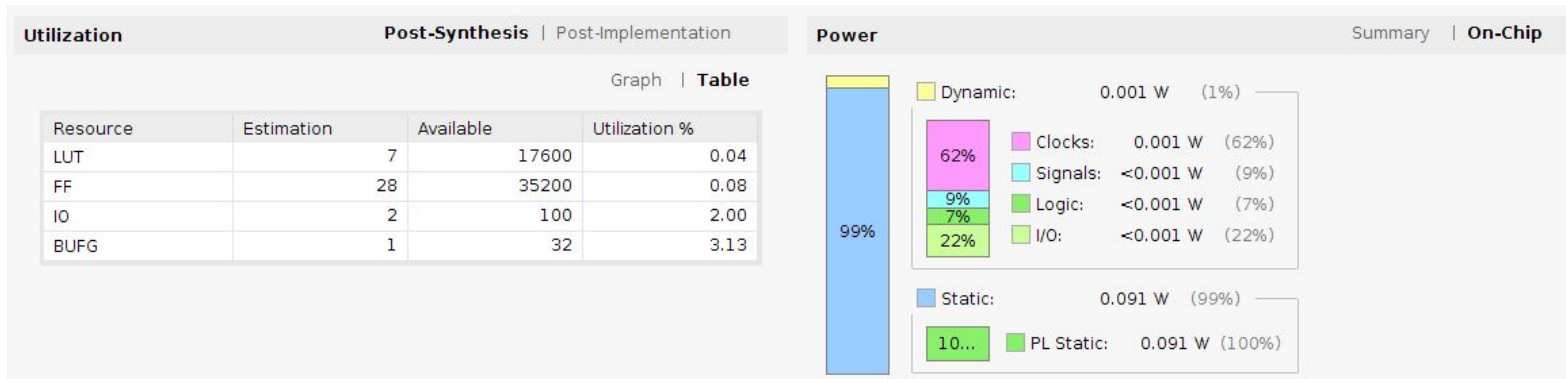 Utilization Post-Synthesis | Post-Implementation
Graph | Table
Resource Estimation Available Utilization %
LUT 7 17600 0.04
FF 28 35200 0.08
IO 2 100 2.00
BUFG 1 32 3.13
Power Summary | On-Chip
99%
Dynamic: 0.001 W (1%)
62%
9%
7%
22%
Clocks: 0.001 W (62%)
Signals: <0.001 W (9%)
Logic: <0.001 W (7%)
I/O: <0.001 W (22%)
Static: 0.091 W (99%)
10... PL Static: 0.091 W (100%)